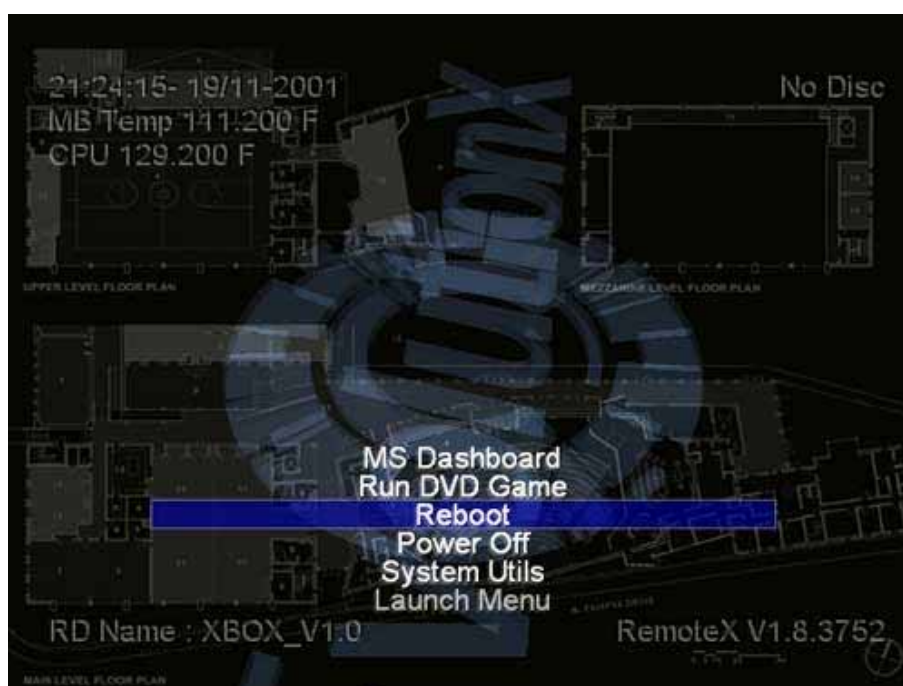 21:24:15- 19/11-2001
No Disc
MB Temp 111.200 F
CPU 129.200 F
UPPER LEVEL FLOOR PLAN
MEZZANINE LEVEL FLOOR PLAN
MS Dashboard
Run DVD Game
Reboot
Power Off
System Utils
Launch Menu
RD Name : XBOX_V1.0
RemoteX V1.8.3752
MAIN LEVEL FLOOR PLAN